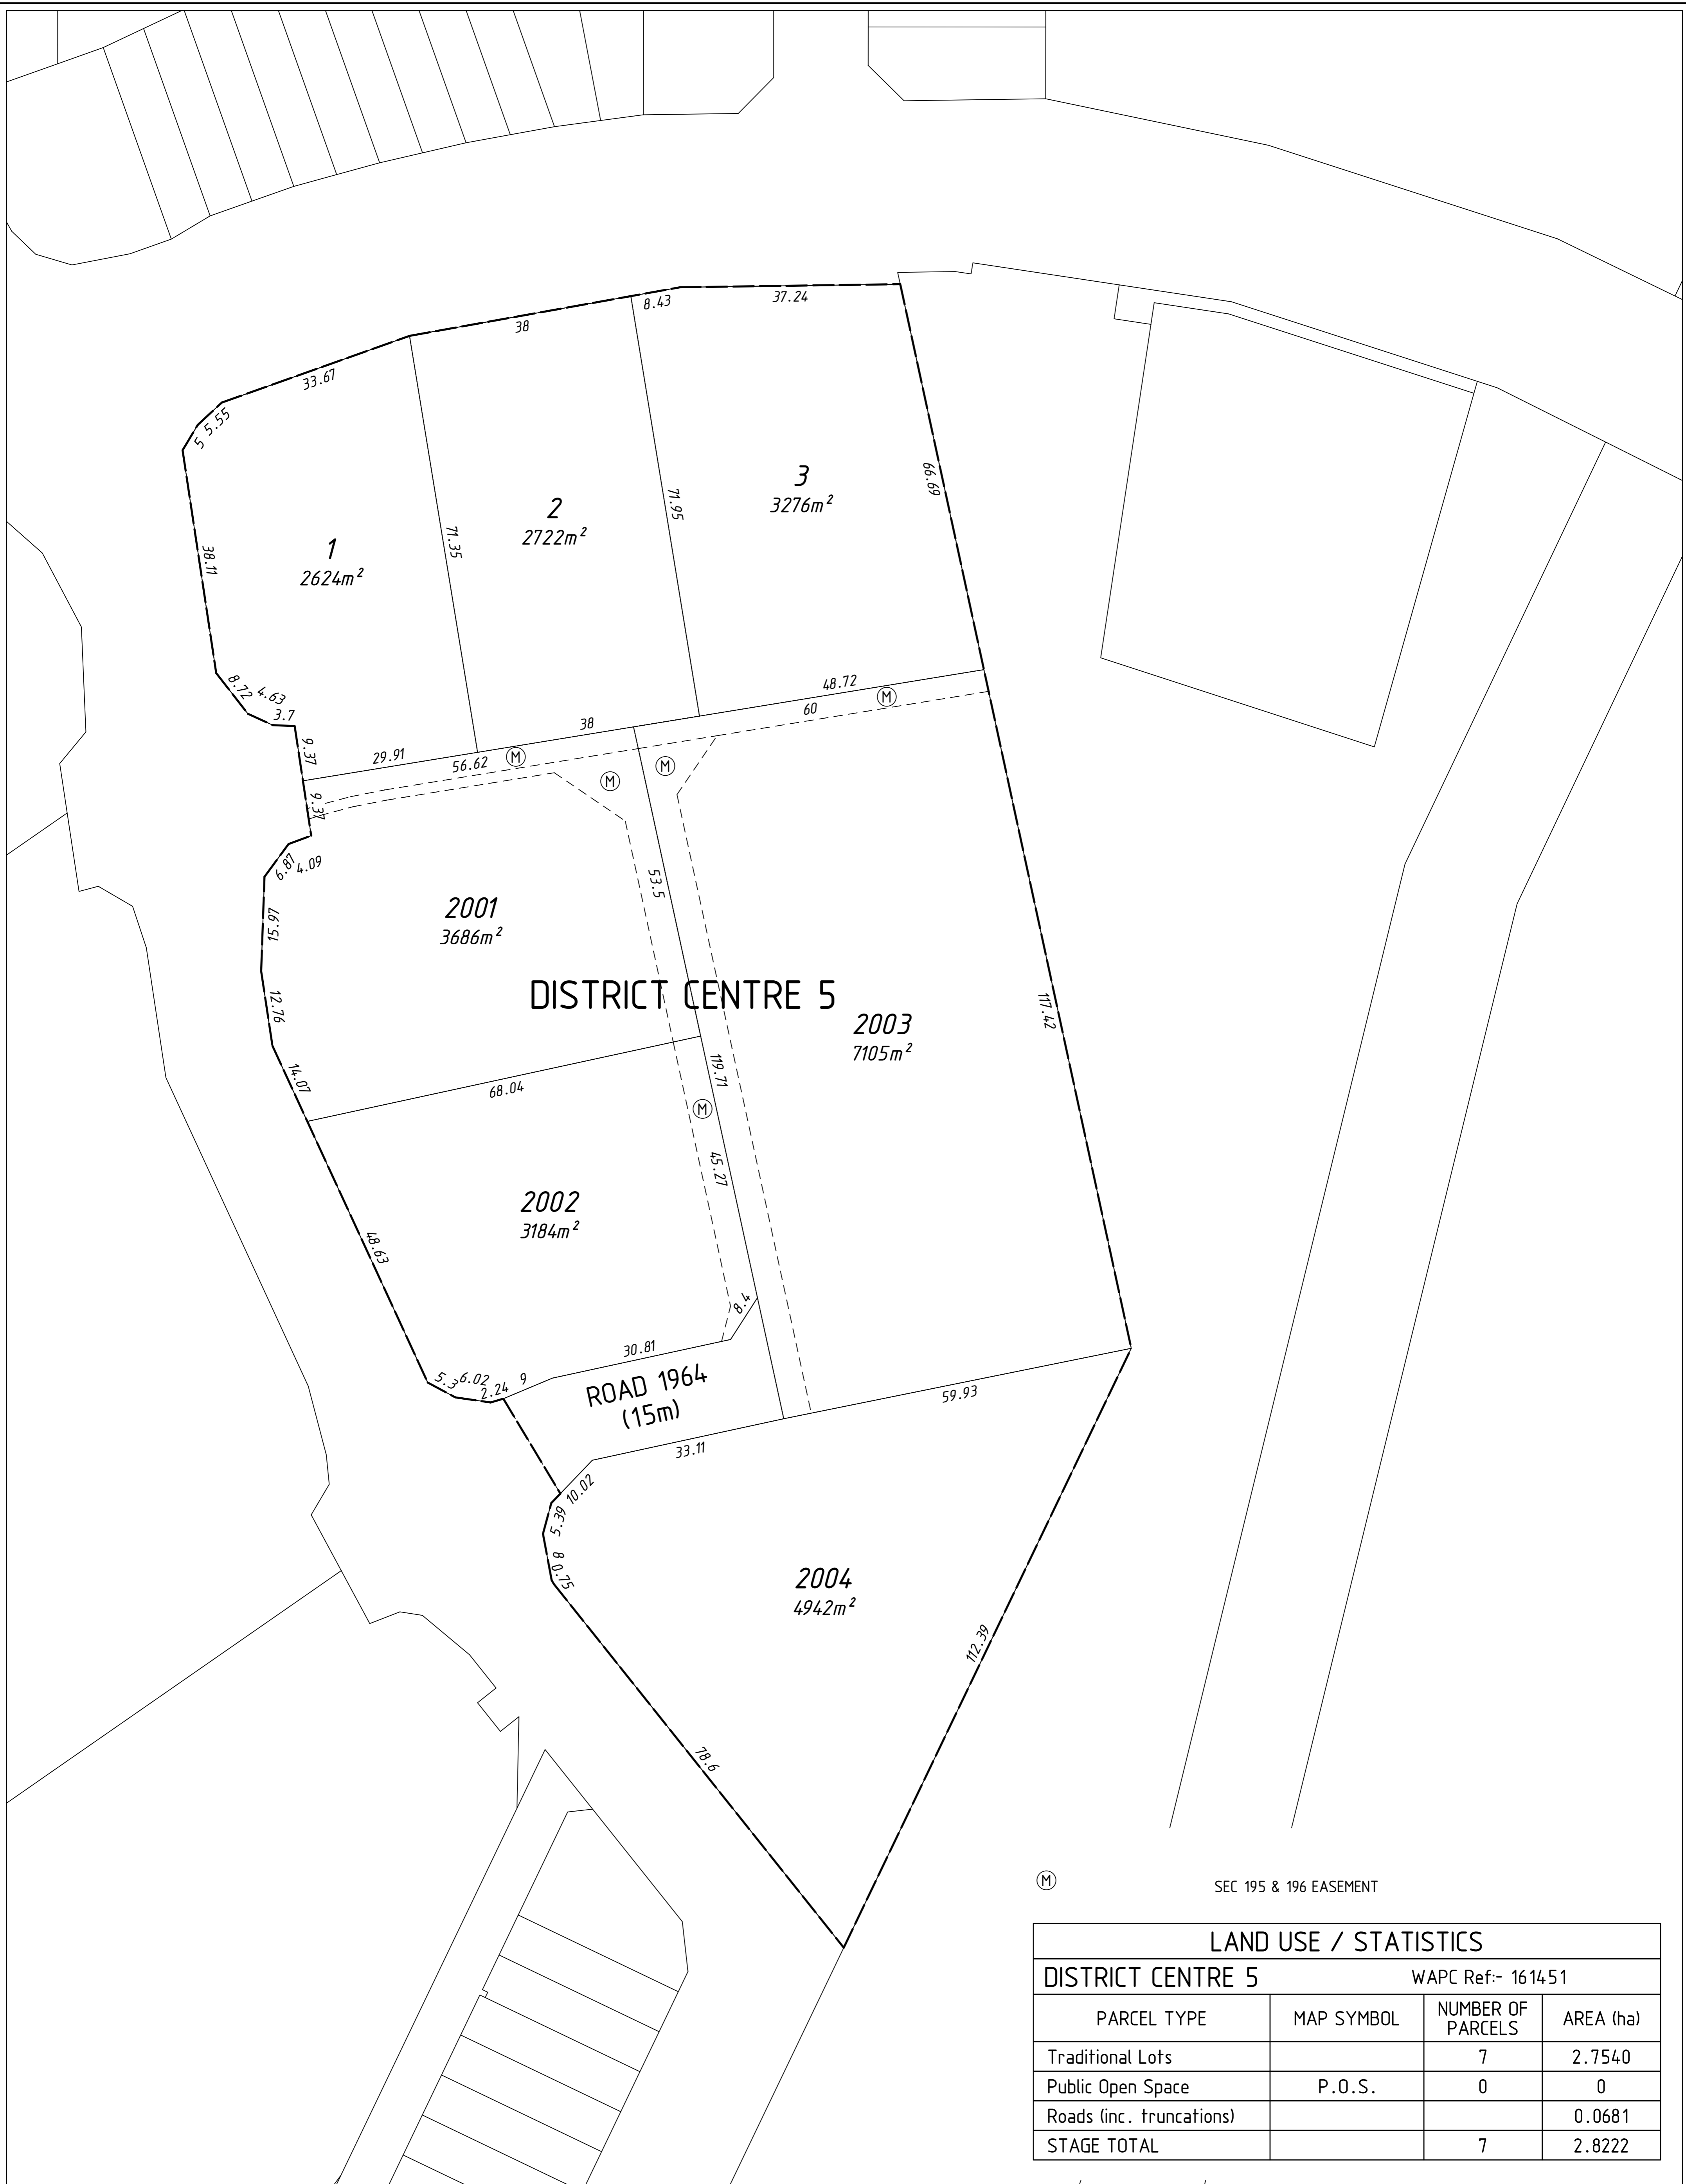 37.24
8.43
38
33.67
5.55
5
66.69
3
3276m²
71.95
2
2722m²
71.35
1
2624m²
38.11
8.72
4.63
3.7
9.37
48.72
M
60
38
29.91
56.62
M
M
M
9.37
4.09
6.87
53.5
15.97
2001
3686m²
DISTRICT CENTRE 5
12.76
2003
7105m²
117.42
14.07
68.04
119.71
M
45.27
2002
3184m²
48.63
8.4
30.81
5.3
6.02
2.24
9
ROAD 1964
(15m)
59.93
33.11
10.02
5.39
8
0.75
2004
4942m²
112.39
78.6
M SEC 195 & 196 EASEMENT
LAND USE / STATISTICS
DISTRICT CENTRE 5 WAPC Ref:- 161451
PARCEL TYPE MAP SYMBOL NUMBER OF PARCELS AREA (ha)
Traditional Lots 7 2.7540
Public Open Space P.O.S. 0 0
Roads (inc. truncations) 0.0681
STAGE TOTAL 7 2.8222